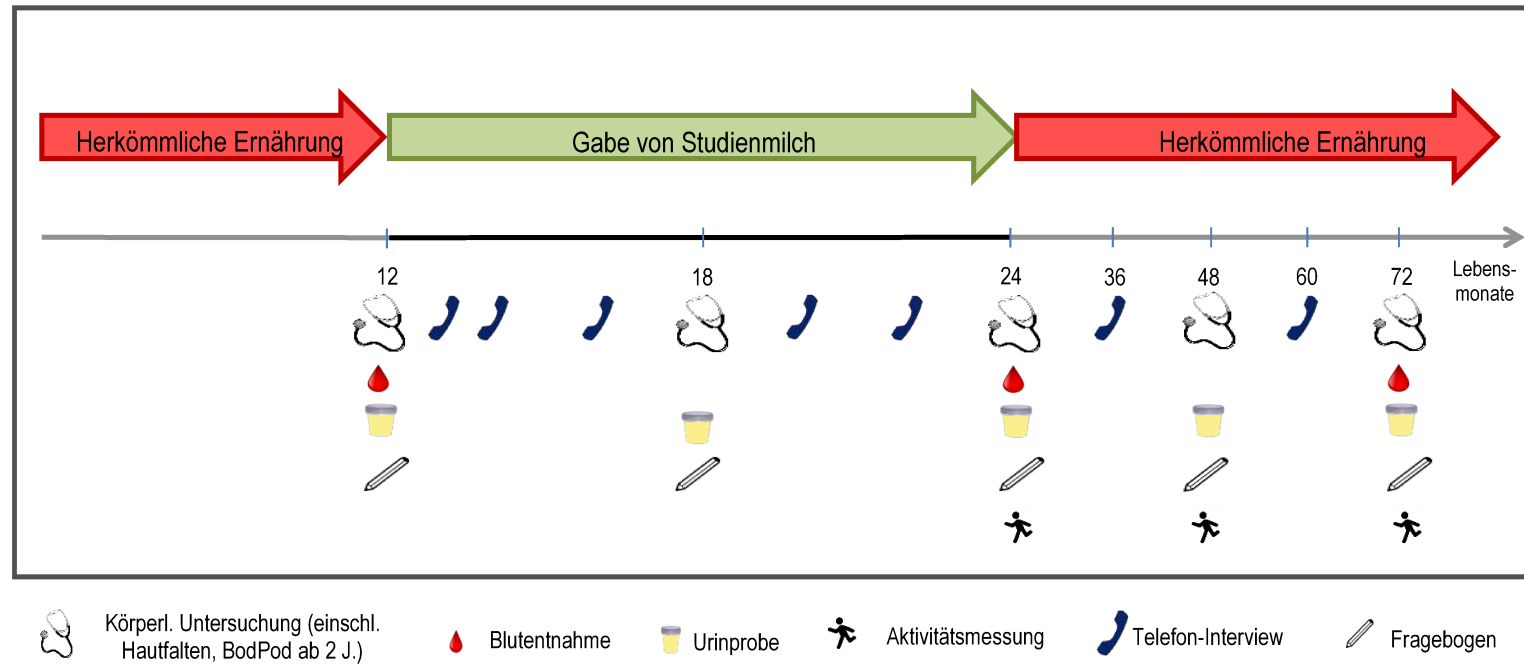 Herkömmliche Ernährung
Gabe von Studienmilch
Herkömmliche Ernährung
12
18
24
36
48
60
72
Lebens-
monate
Körperl. Untersuchung (einschl.
Hautfalten, BodPod ab 2 J.)
Blutentnahme
Urinprobe
Aktivitätsmessung
Telefon-Interview
Fragebogen